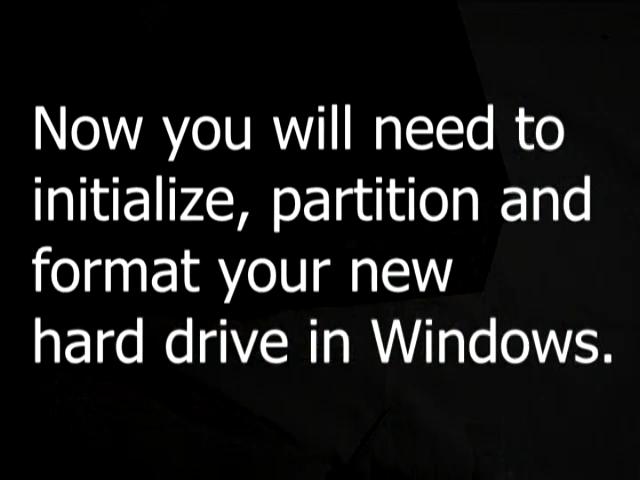 Now you will need to
initialize, partition and
format your new
hard drive in Windows.